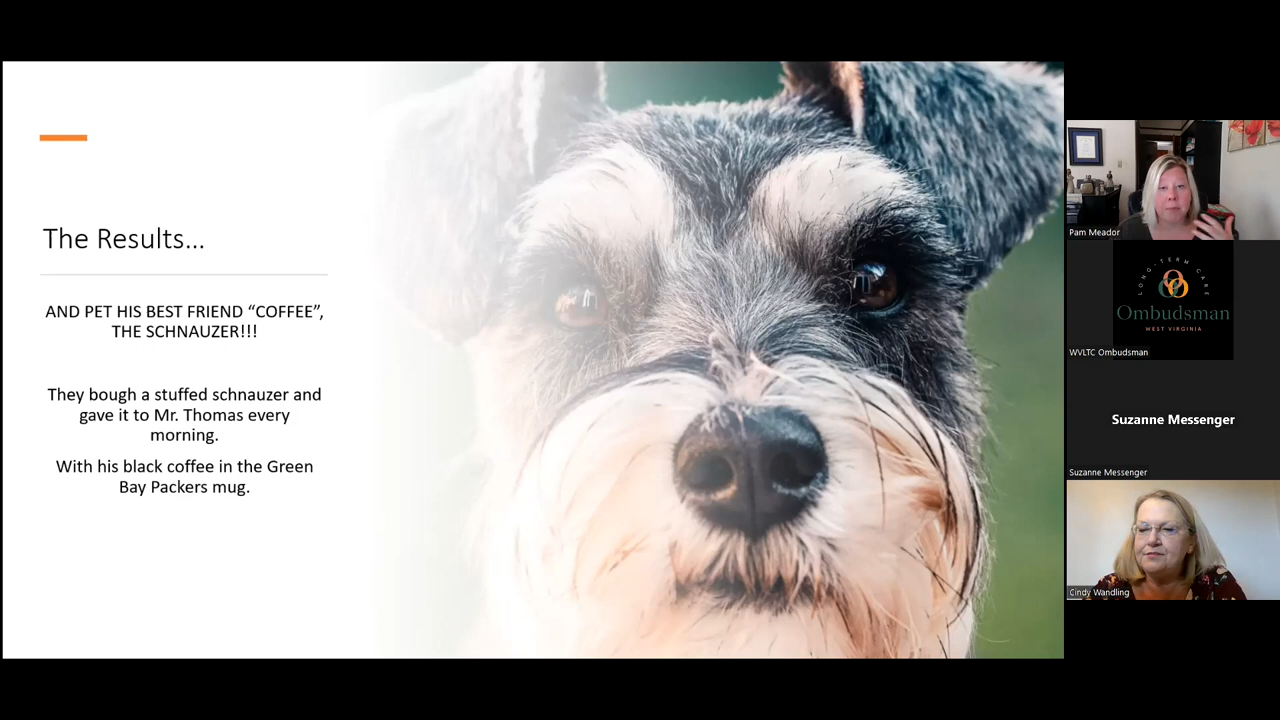 The Results...
AND PET HIS BEST FRIEND “COFFEE”,
THE SCHNAUZER!!!
They bough a stuffed schnauzer and
gave it to Mr. Thomas every
morning.
With his black coffee in the Green
Bay Packers mug.
Pam Meador
LONG-TERM CARE
Ombudsman
WEST VIRGINIA
WVLTC Ombudsman
Suzanne Messenger
Suzanne Messenger
Cindy Wandling